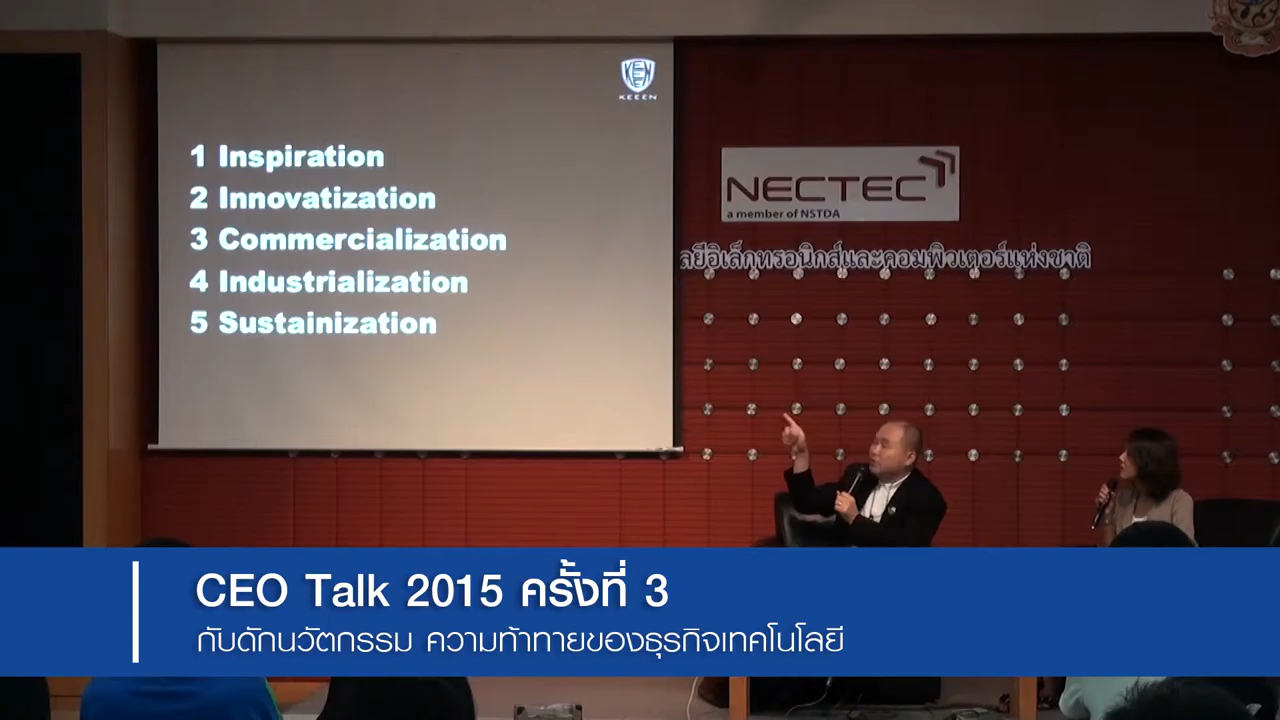 KEEEN
1 Inspiration
2 Innovatization
3 Commercialization
4 Industrialization
5 Sustainization
NECTEC
a member of NSTDA
ลยีอิเล็กทรอนิกส์และคอมพิวเตอร์แห่งชาติ
CEO Talk 2015 ครั้งที่ 3
กับดักนวัตกรรม ความท้าทายของธุรกิจเทคโนโลยี